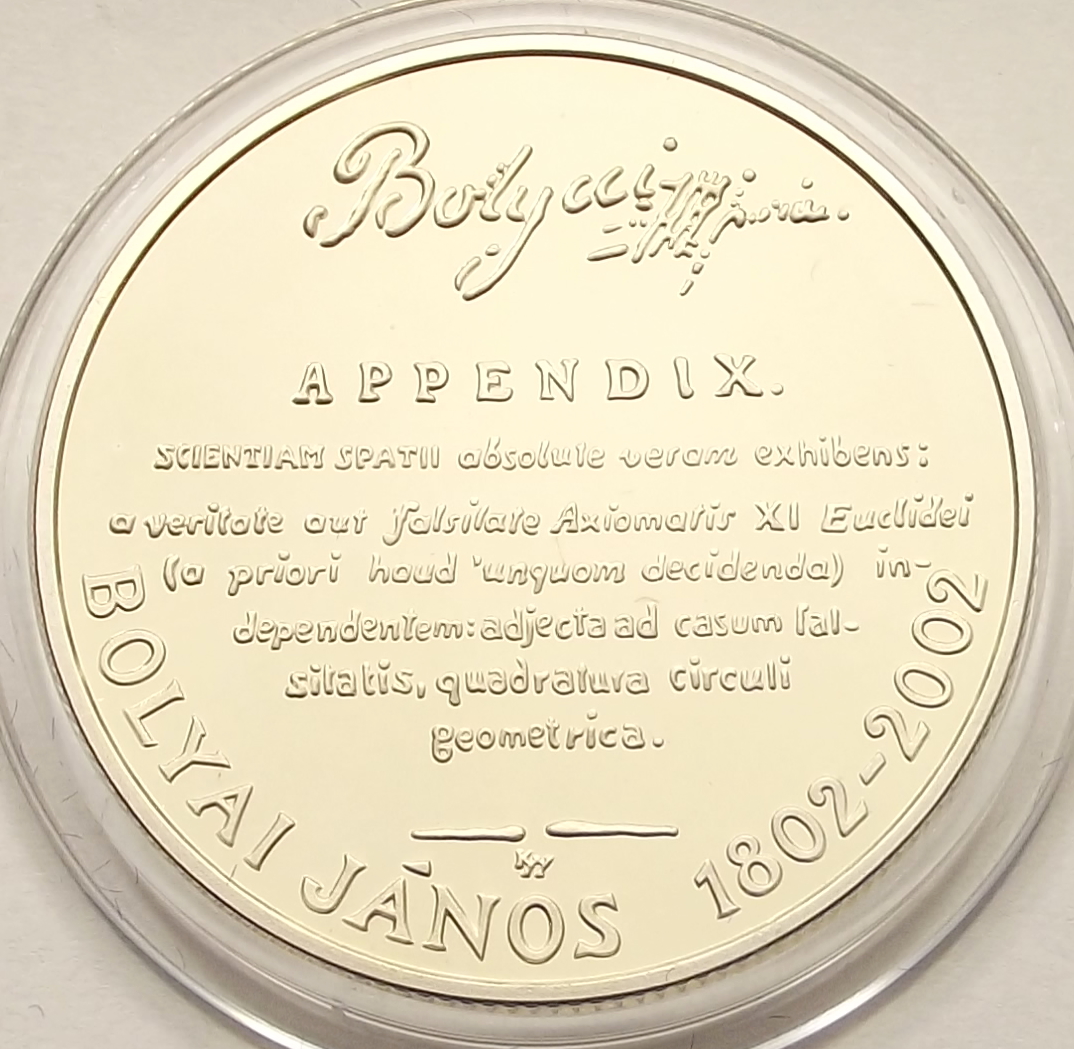 Bolyai
APPENDIX.
SCIENTIAM SPATII absolute veram exhibens:
a veritate aut falsitate Axiomatis XI Euclidei
(a priori haud unquam decidenda) in-
dependentem: adjecta ad casum fal-
sitatis, quadratura circuli
geometrica.
BOLYAI JÁNOS 1802-2002